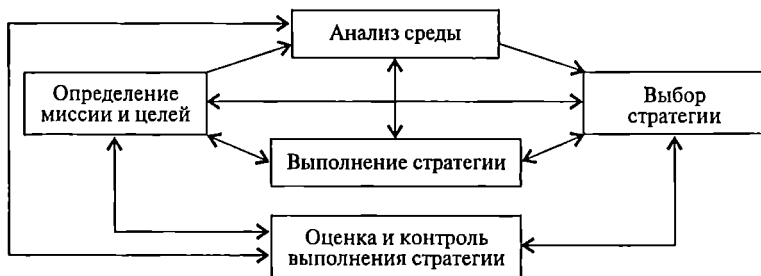 Анализ среды
Определение
миссии и целей
Выбор
стратегии
Выполнение стратегии
Оценка и контроль
выполнения стратегии